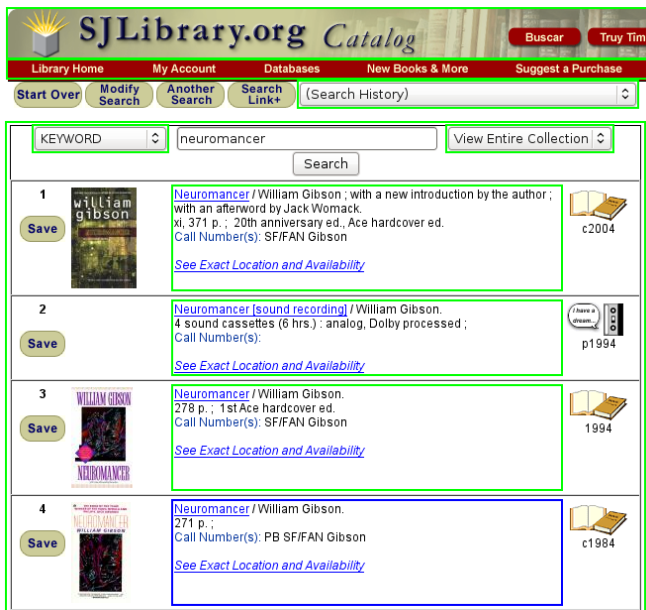 SJLibrary.org Catalog
Buscar
Truy Tim
Library Home My Account Databases New Books & More Suggest a Purchase
Start Over Modify Search Another Search Search Link+ (Search History)
KEYWORD neuromancer View Entire Collection
Search
1
william gibson
Save
Neuromancer / William Gibson ; with a new introduction by the author ;
with an afterword by Jack Womack.
xi, 371 p. ; 20th anniversary ed., Ace hardcover ed.
Call Number(s): SF/FAN Gibson
See Exact Location and Availability
c2004
2
Save
Neuromancer [sound recording] / William Gibson.
4 sound cassettes (6 hrs.) : analog, Dolby processed ;
Call Number(s):
See Exact Location and Availability
I have a dream...
p1994
3
Save
WILLIAM GIBSON
NEUROMANCER
Neuromancer / William Gibson.
278 p. ; 1st Ace hardcover ed.
Call Number(s): SF/FAN Gibson
See Exact Location and Availability
1994
4
Save
NEUROMANCER
WILLIAM GIBSON
Neuromancer / William Gibson.
271 p. ;
Call Number(s): PB SF/FAN Gibson
See Exact Location and Availability
c1984